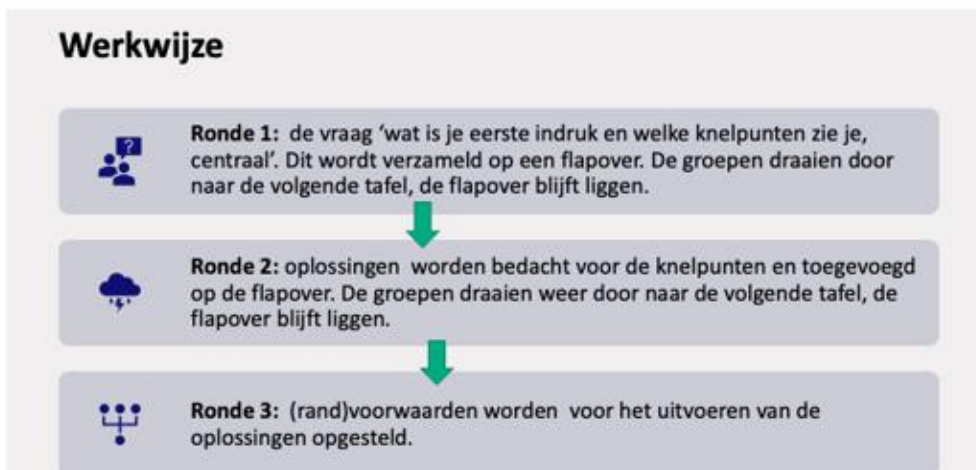 Werkwijze
Ronde 1: de vraag 'wat is je eerste indruk en welke knelpunten zie je,
centraal'. Dit wordt verzameld op een flapover. De groepen draaien door
naar de volgende tafel, de flapover blijft liggen.
Ronde 2: oplossingen worden bedacht voor de knelpunten en toegevoegd
op de flapover. De groepen draaien weer door naar de volgende tafel, de
flapover blijft liggen.
Ronde 3: (rand)voorwaarden worden voor het uitvoeren van de
oplossingen opgesteld.